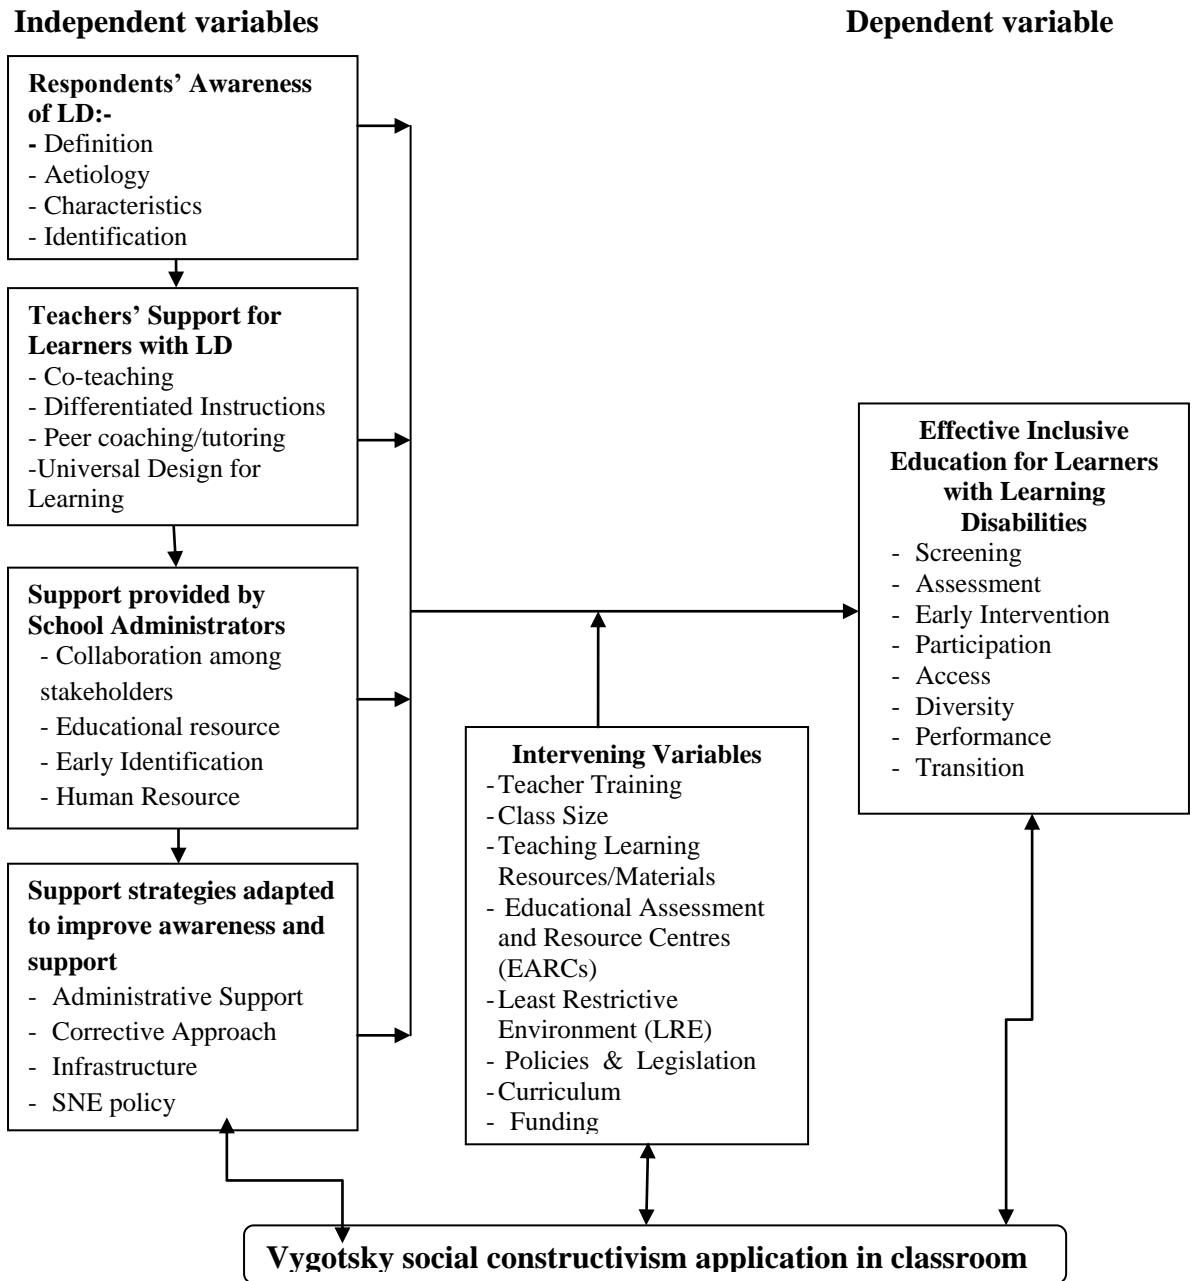 Independent variables
Dependent variable
Respondents' Awareness
of LD:-
- Definition
- Aetiology
- Characteristics
- Identification
Teachers' Support for
Learners with LD
- Co-teaching
- Differentiated Instructions
- Peer coaching/tutoring
-Universal Design for
Learning
Support provided by
School Administrators
- Collaboration among
stakeholders
- Educational resource
- Early Identification
- Human Resource
Support strategies adapted
to improve awareness and
support
- Administrative Support
- Corrective Approach
- Infrastructure
- SNE policy
Intervening Variables
- Teacher Training
- Class Size
- Teaching Learning
Resources/Materials
- Educational Assessment
and Resource Centres
(EARCs)
- Least Restrictive
Environment (LRE)
- Policies & Legislation
- Curriculum
- Funding
Effective Inclusive
Education for Learners
with Learning
Disabilities
- Screening
- Assessment
- Early Intervention
- Participation
- Access
- Diversity
- Performance
- Transition
Vygotsky social constructivism application in classroom